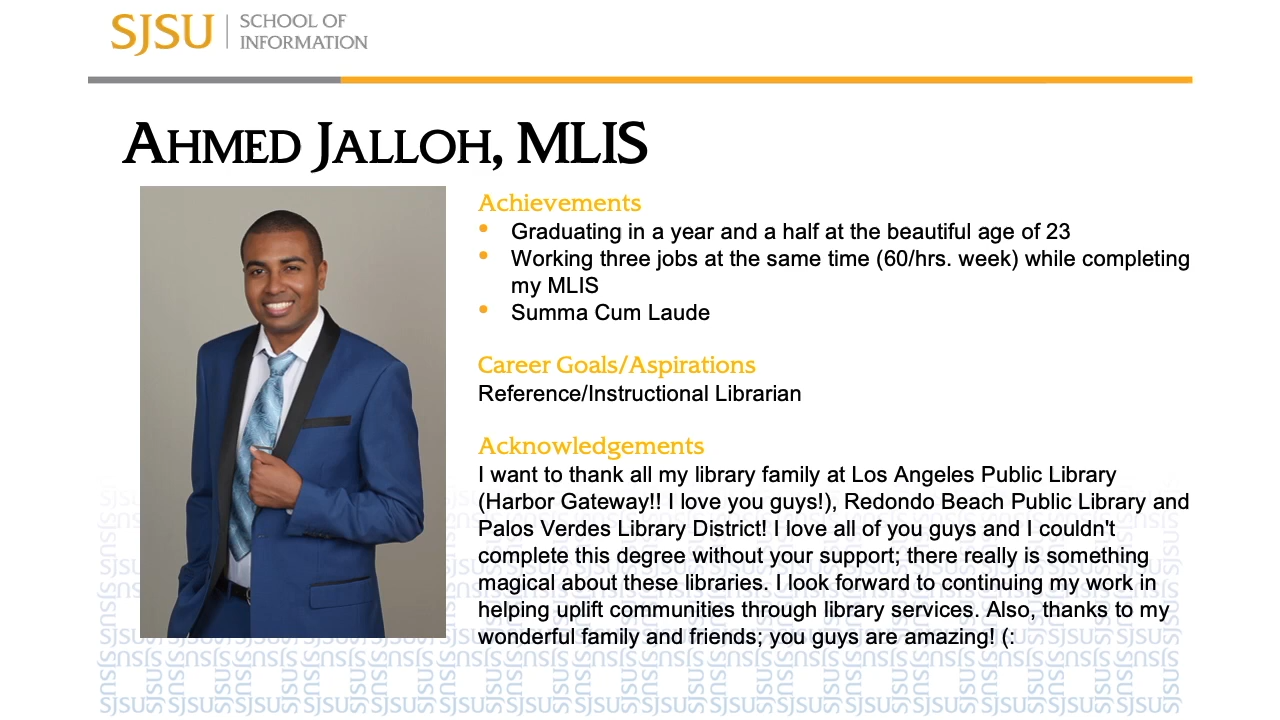 SJSU SCHOOL OF
INFORMATION
AHMED JALLOH, MLIS
Achievements
• Graduating in a year and a half at the beautiful age of 23
• Working three jobs at the same time (60/hrs. week) while completing
my MLIS
• Summa Cum Laude
Career Goals/Aspirations
Reference/Instructional Librarian
Acknowledgements
I want to thank all my library family at Los Angeles Public Library
(Harbor Gateway!! I love you guys!), Redondo Beach Public Library and
Palos Verdes Library District! I love all of you guys and I couldn't
complete this degree without your support; there really is something
magical about these libraries. I look forward to continuing my work in
helping uplift communities through library services. Also, thanks to my
wonderful family and friends; you guys are amazing! (: